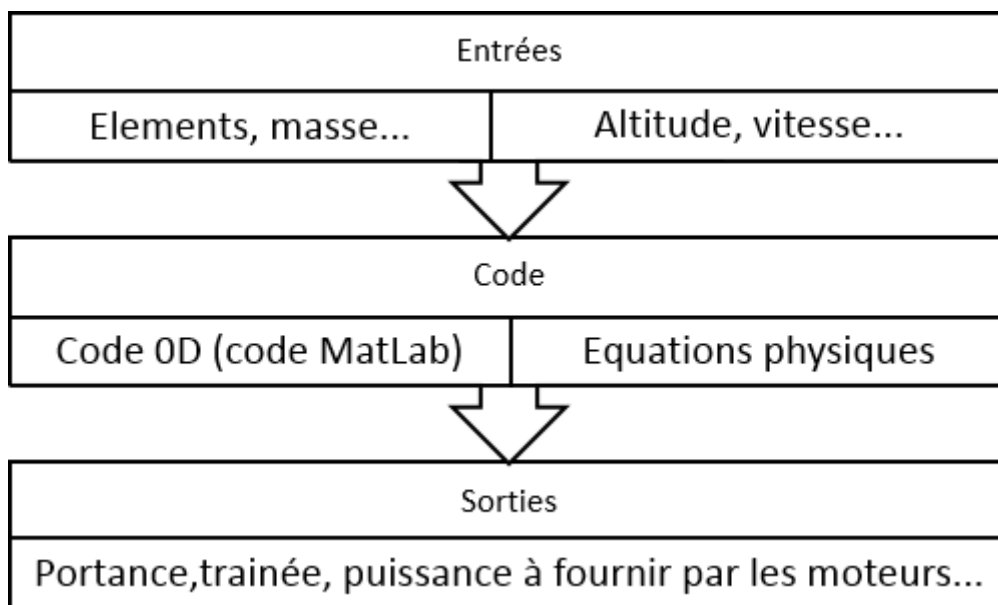 Entrées
Elements, masse...
Altitude, vitesse...
Code
Code 0D (code MatLab)
Equations physiques
Sorties
Portance,trainée, puissance à fournir par les moteurs...